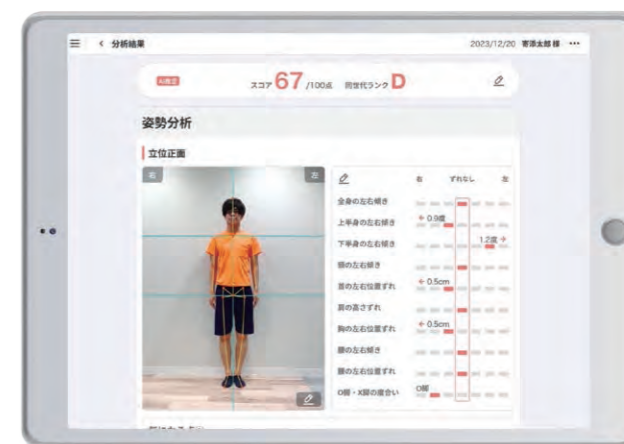 分析結果
2023/12/20 寄添太郎 様
AI推定
スコア 67 /100点 同世代ランク D
姿勢分析
立位正面
右 左
右 ずれなし 左
全身の左右傾き
上半身の左右傾き ← 0.9度
下半身の左右傾き 1.2度 →
頭の左右傾き
首の左右位置ずれ ← 0.5cm
肩の高さずれ
胸の左右位置ずれ ← 0.5cm
腰の左右傾き
腰の左右位置ずれ
O脚・X脚の度合い O脚